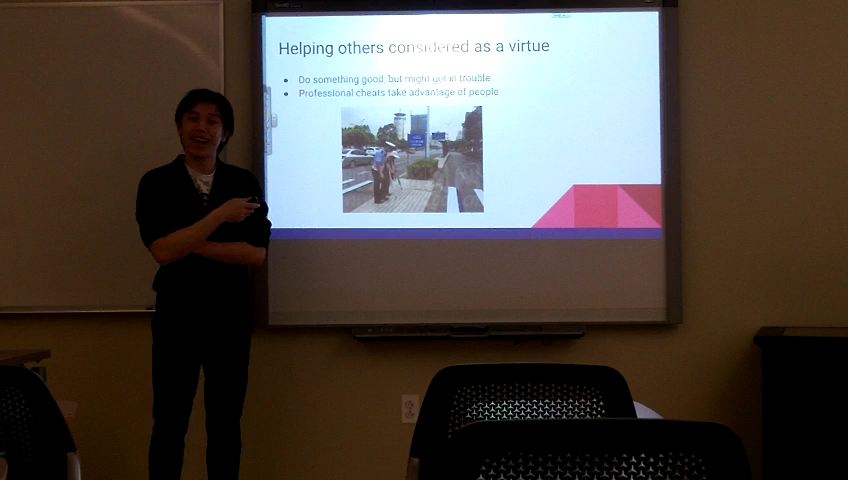 Helping others considered as a virtue
Do something good, but might get in trouble
Professional cheats take advantage of people